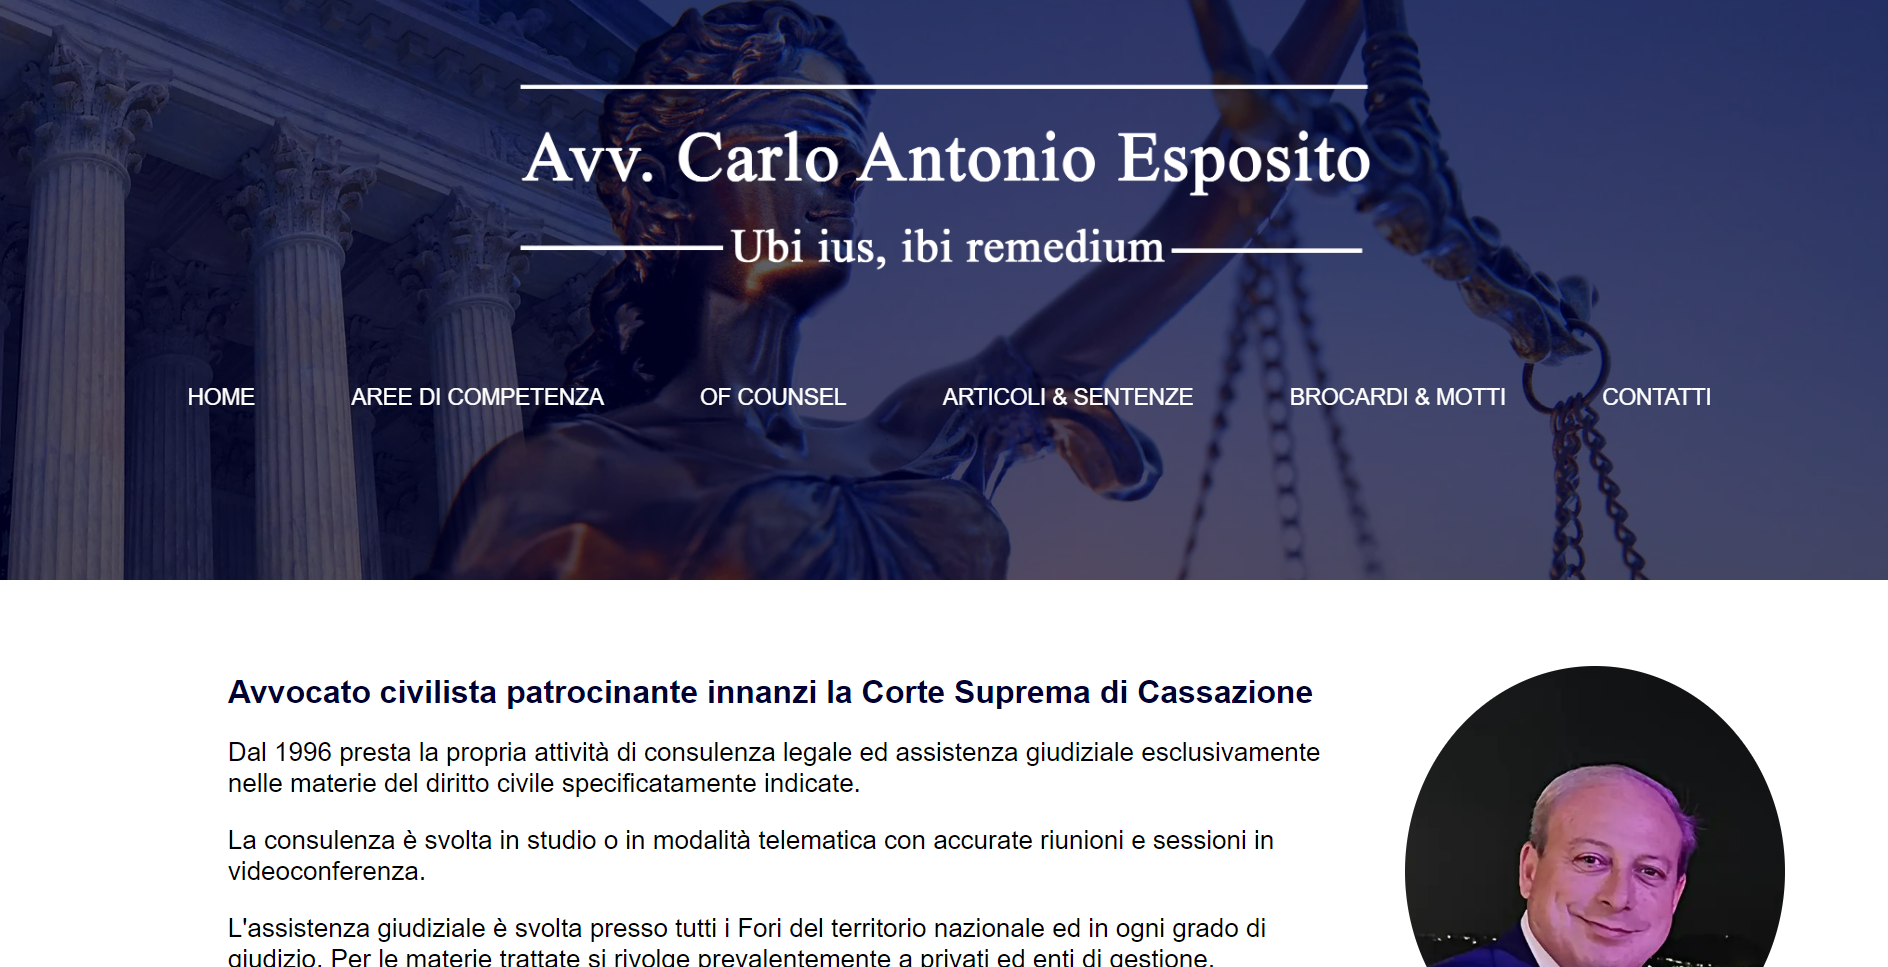 Avv. Carlo Antonio Esposito
Ubi ius, ibi remedium
HOME AREE DI COMPETENZA OF COUNSEL ARTICOLI & SENTENZE BROCARDI & MOTTI CONTATTI
Avvocato civilista patrocinante innanzi la Corte Suprema di Cassazione
Dal 1996 presta la propria attività di consulenza legale ed assistenza giudiziale esclusivamente
nelle materie del diritto civile specificatamente indicate.
La consulenza è svolta in studio o in modalità telematica con accurate riunioni e sessioni in
videoconferenza.
L'assistenza giudiziale è svolta presso tutti i Fori del territorio nazionale ed in ogni grado di
giudizio. Per le materie trattate si rivolge prevalentemente a privati ed enti di gestione.